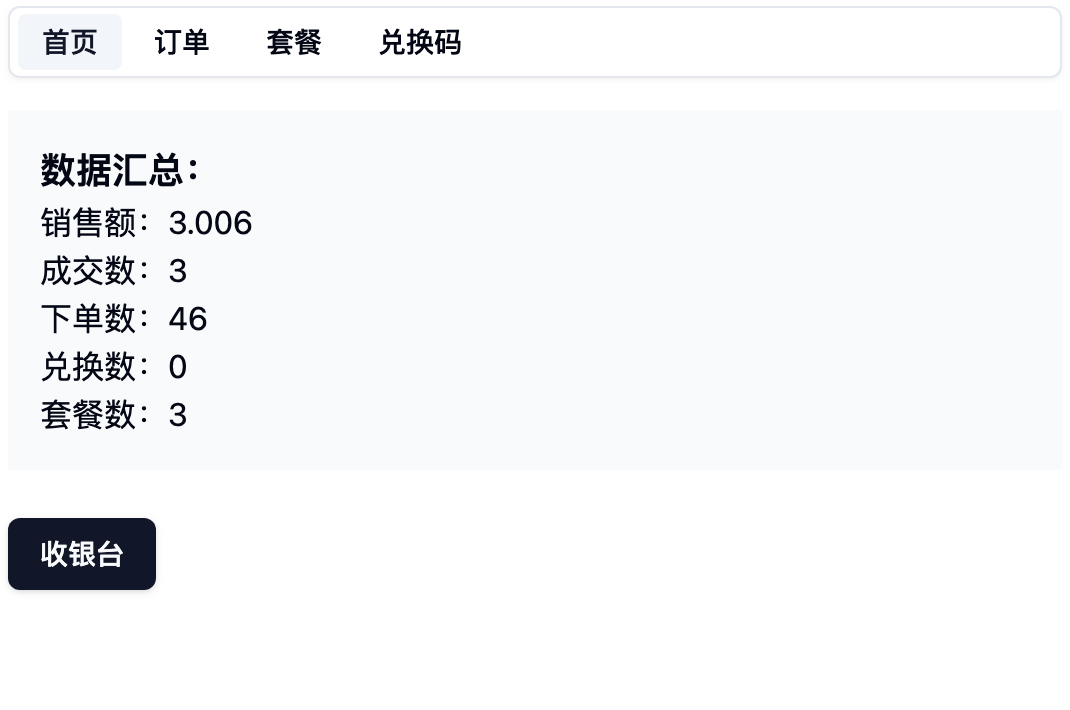 首页 订单 套餐 兑换码
数据汇总：
销售额：3.006
成交数：3
下单数：46
兑换数：0
套餐数：3
收银台